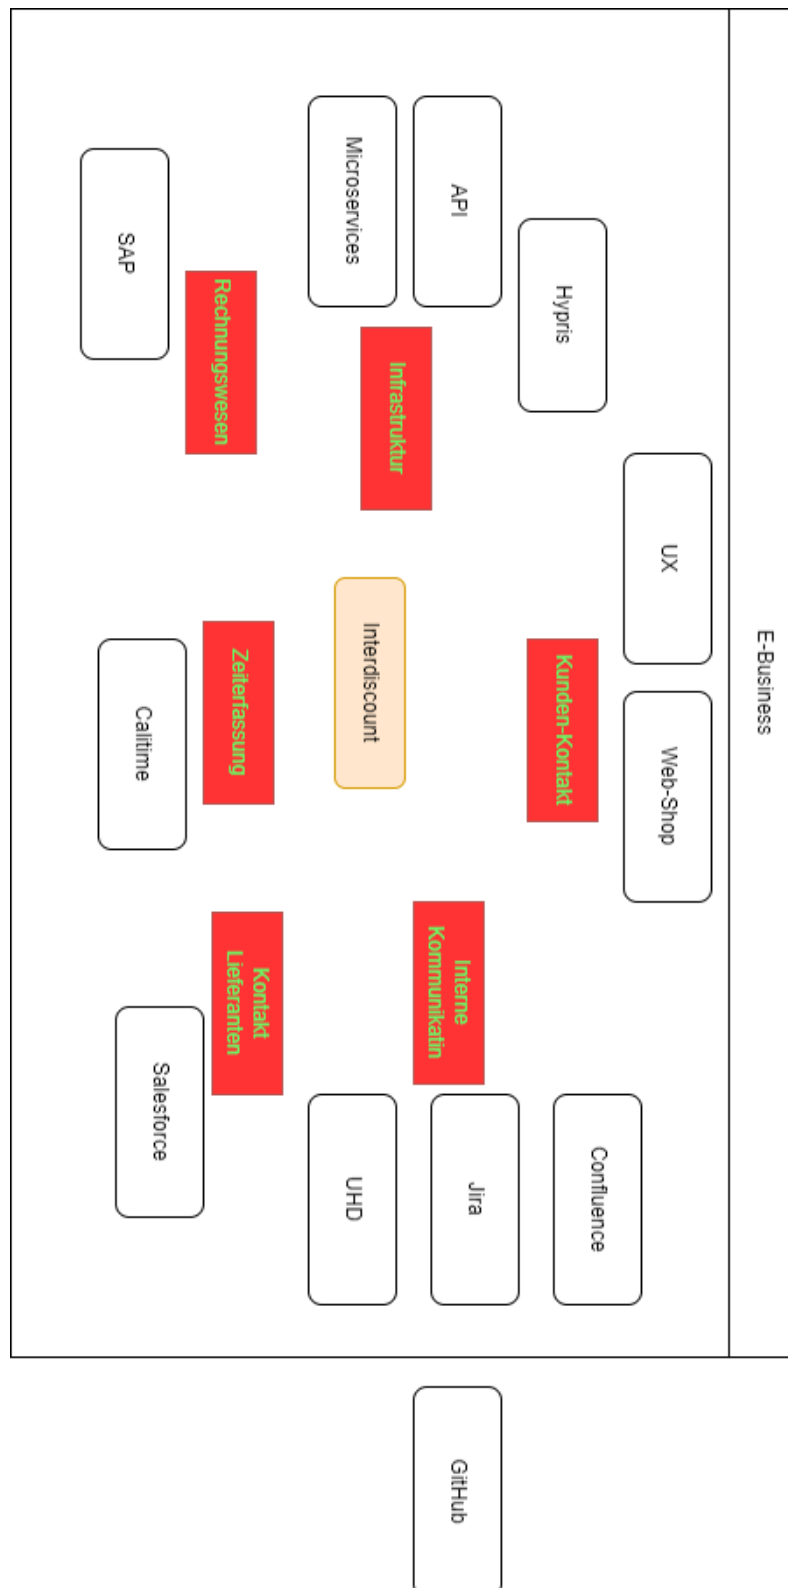 E-Business
UX
Web-Shop
Hypris
Kunden-Kontakt
Confluence
API
Interne
Kommunikatin
Jira
GitHub
Microservices
Infrastruktur
Interdiscount
UHD
Rechnungswesen
Zeiterfassung
Kontakt
Lieferanten
SAP
Calitime
Salesforce